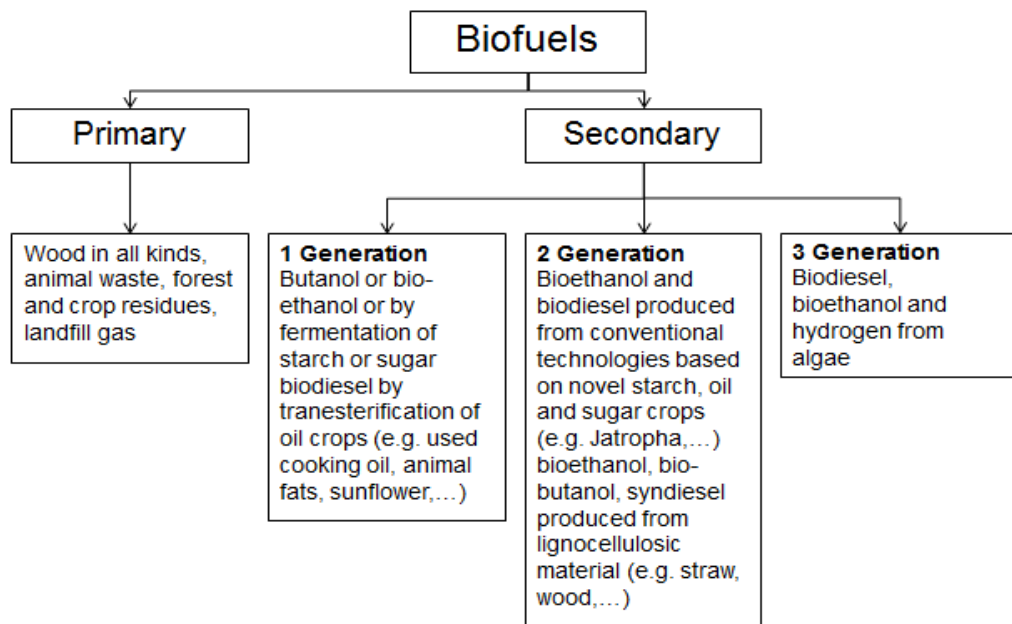 Biofuels
Primary
Secondary
Wood in all kinds,
animal waste, forest
and crop residues,
landfill gas
1 Generation
Butanol or bio-
ethanol or by
fermentation of
starch or sugar
biodiesel by
tranesterification of
oil crops (e.g. used
cooking oil, animal
fats, sunflower,…)
2 Generation
Bioethanol and
biodiesel produced
from conventional
technologies based
on novel starch, oil
and sugar crops
(e.g. Jatropha,…)
bioethanol, bio-
butanol, syndiesel
produced from
lignocellulosic
material (e.g. straw,
wood,…)
3 Generation
Biodiesel,
bioethanol and
hydrogen from
algae